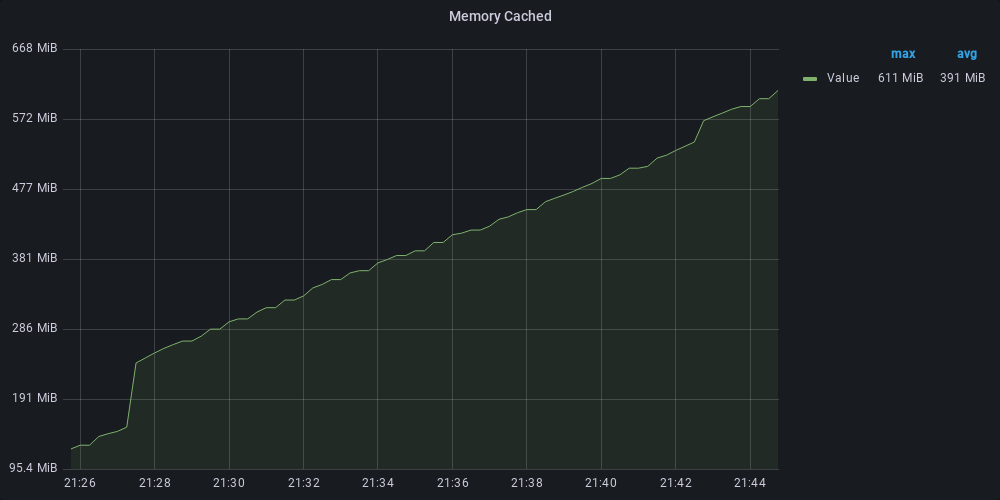 Memory Cached
668 MiB
572 MiB
477 MiB
381 MiB
286 MiB
191 MiB
95.4 MiB
21:26 21:28 21:30 21:32 21:34 21:36 21:38 21:40 21:42 21:44
max avg
Value 611 MiB 391 MiB